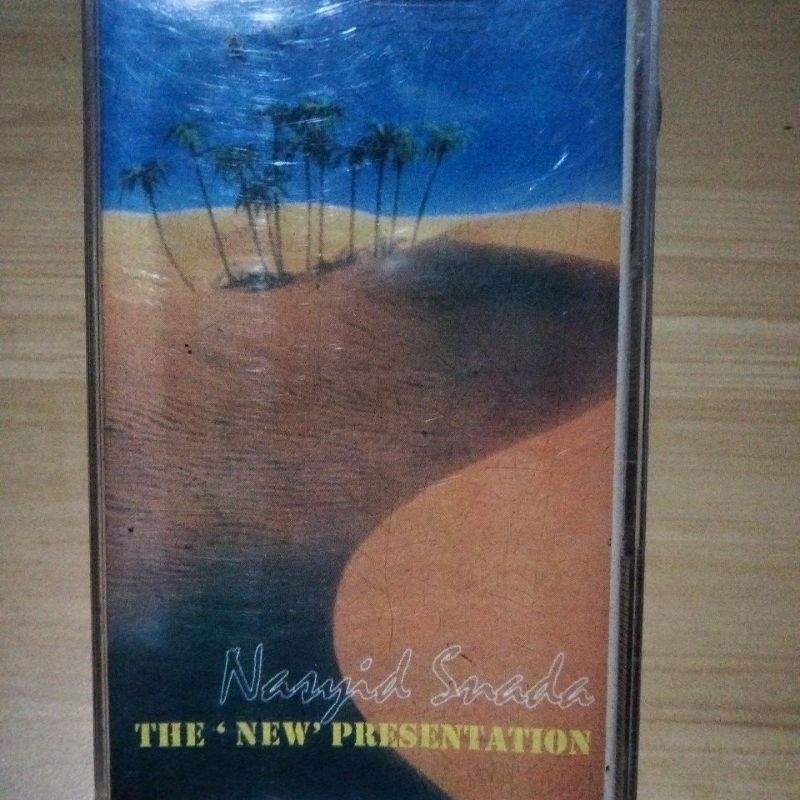 Nasyid Snada
THE ‘ NEW’ PRESENTATION